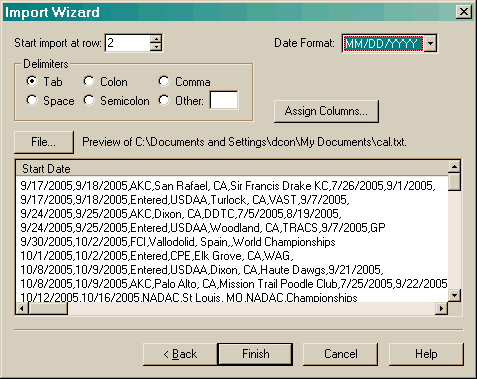 Import Wizard
Start import at row: 2
Date Format: MM/DD/YYYY
Delimiters
Tab Colon Comma
Space Semicolon Other:
Assign Columns...
File... Preview of C:\Documents and Settings\dcon\My Documents\cal.txt.
Start Date
9/17/2005,9/18/2005,AKC,San Rafael, CA,Sir Francis Drake KC,7/26/2005,9/1/2005,
9/17/2005,9/18/2005,Entered,USDAA,Turlock, CA,VAST,9/7/2005,
9/24/2005,9/25/2005,AKC,Dixon, CA,DDTC,7/5/2005,8/19/2005,
9/24/2005,9/25/2005,Entered,USDAA,Woodland, CA,TRACS,9/7/2005,GP
9/30/2005,10/2/2005,FCI,Vallodolid, Spain,,World Championships
10/1/2005,10/2/2005,Entered,CPE,Elk Grove, CA,WAG,
10/8/2005,10/9/2005,Entered,USDAA,Dixon, CA,Haute Dawgs,9/21/2005,
10/8/2005,10/9/2005,AKC,Palo Alto, CA,Mission Trail Poodle Club,7/25/2005,9/22/2005
10/12/2005,10/16/2005,NADAC,St Louis, MO,NADAC,Championships
< Back Finish Cancel Help